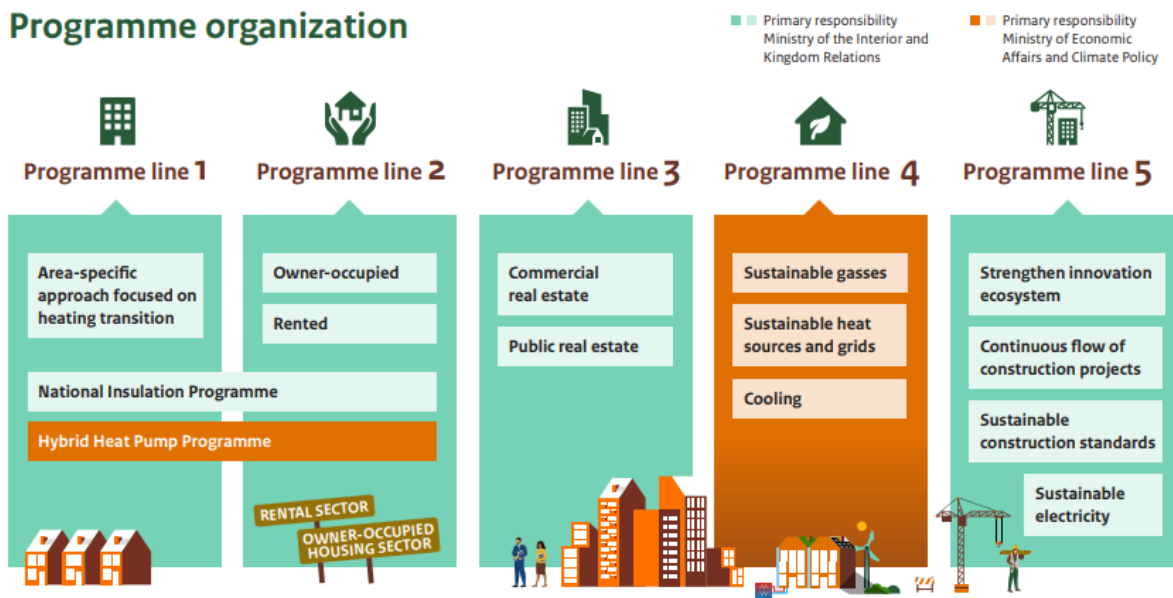 Programme organization
Primary responsibility
Ministry of the Interior and
Kingdom Relations
Primary responsibility
Ministry of Economic
Affairs and Climate Policy
Programme line 1
Programme line 2
Programme line 3
Programme line 4
Programme line 5
Area-specific
approach focused on
heating transition
Owner-occupied
Rented
National Insulation Programme
Hybrid Heat Pump Programme
RENTAL SECTOR
OWNER-OCCUPIED
HOUSING SECTOR
Commercial
real estate
Public real estate
Sustainable gasses
Sustainable heat
sources and grids
Cooling
Strengthen innovation
ecosystem
Continuous flow of
construction projects
Sustainable
construction standards
Sustainable
electricity